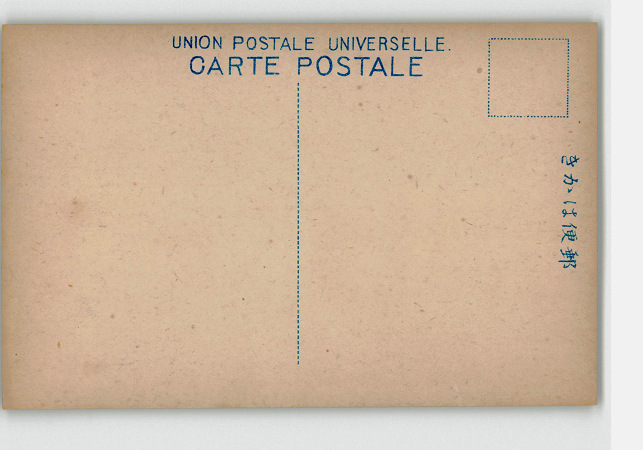 UNION POSTALE UNIVERSELLE.
CARTE POSTALE
きかは便郵